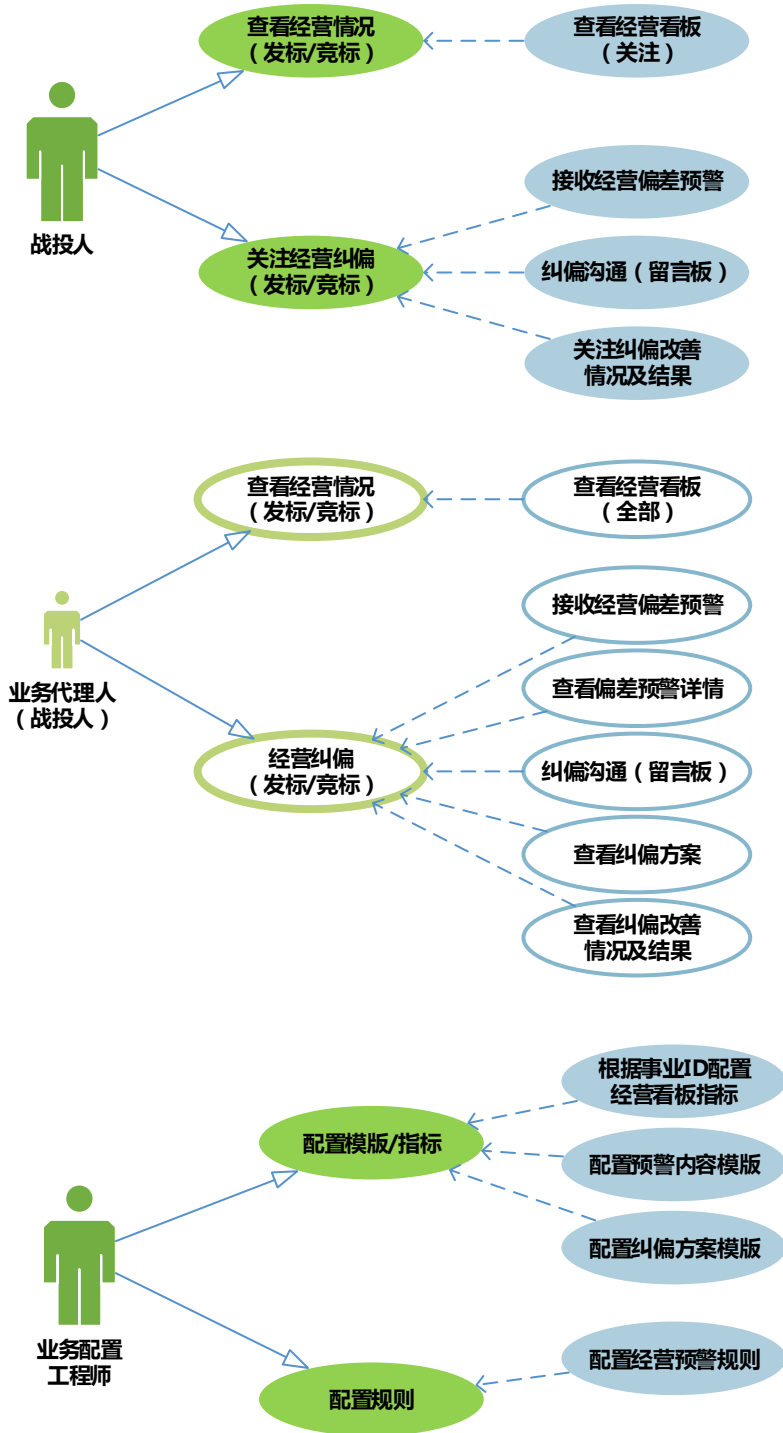 查看经营情况
（发标/竞标）
查看经营看板
（关注）
战投人
接收经营偏差预警
关注经营纠偏
（发标/竞标）
纠偏沟通（留言板）
关注纠偏改善
情况及结果
查看经营情况
（发标/竞标）
查看经营看板
（全部）
业务代理人
（战投人）
接收经营偏差预警
查看偏差预警详情
经营纠偏
（发标/竞标）
纠偏沟通（留言板）
查看纠偏方案
查看纠偏改善
情况及结果
根据事业ID配置
经营看板指标
配置模版/指标
配置预警内容模版
配置纠偏方案模版
业务配置
工程师
配置经营预警规则
配置规则